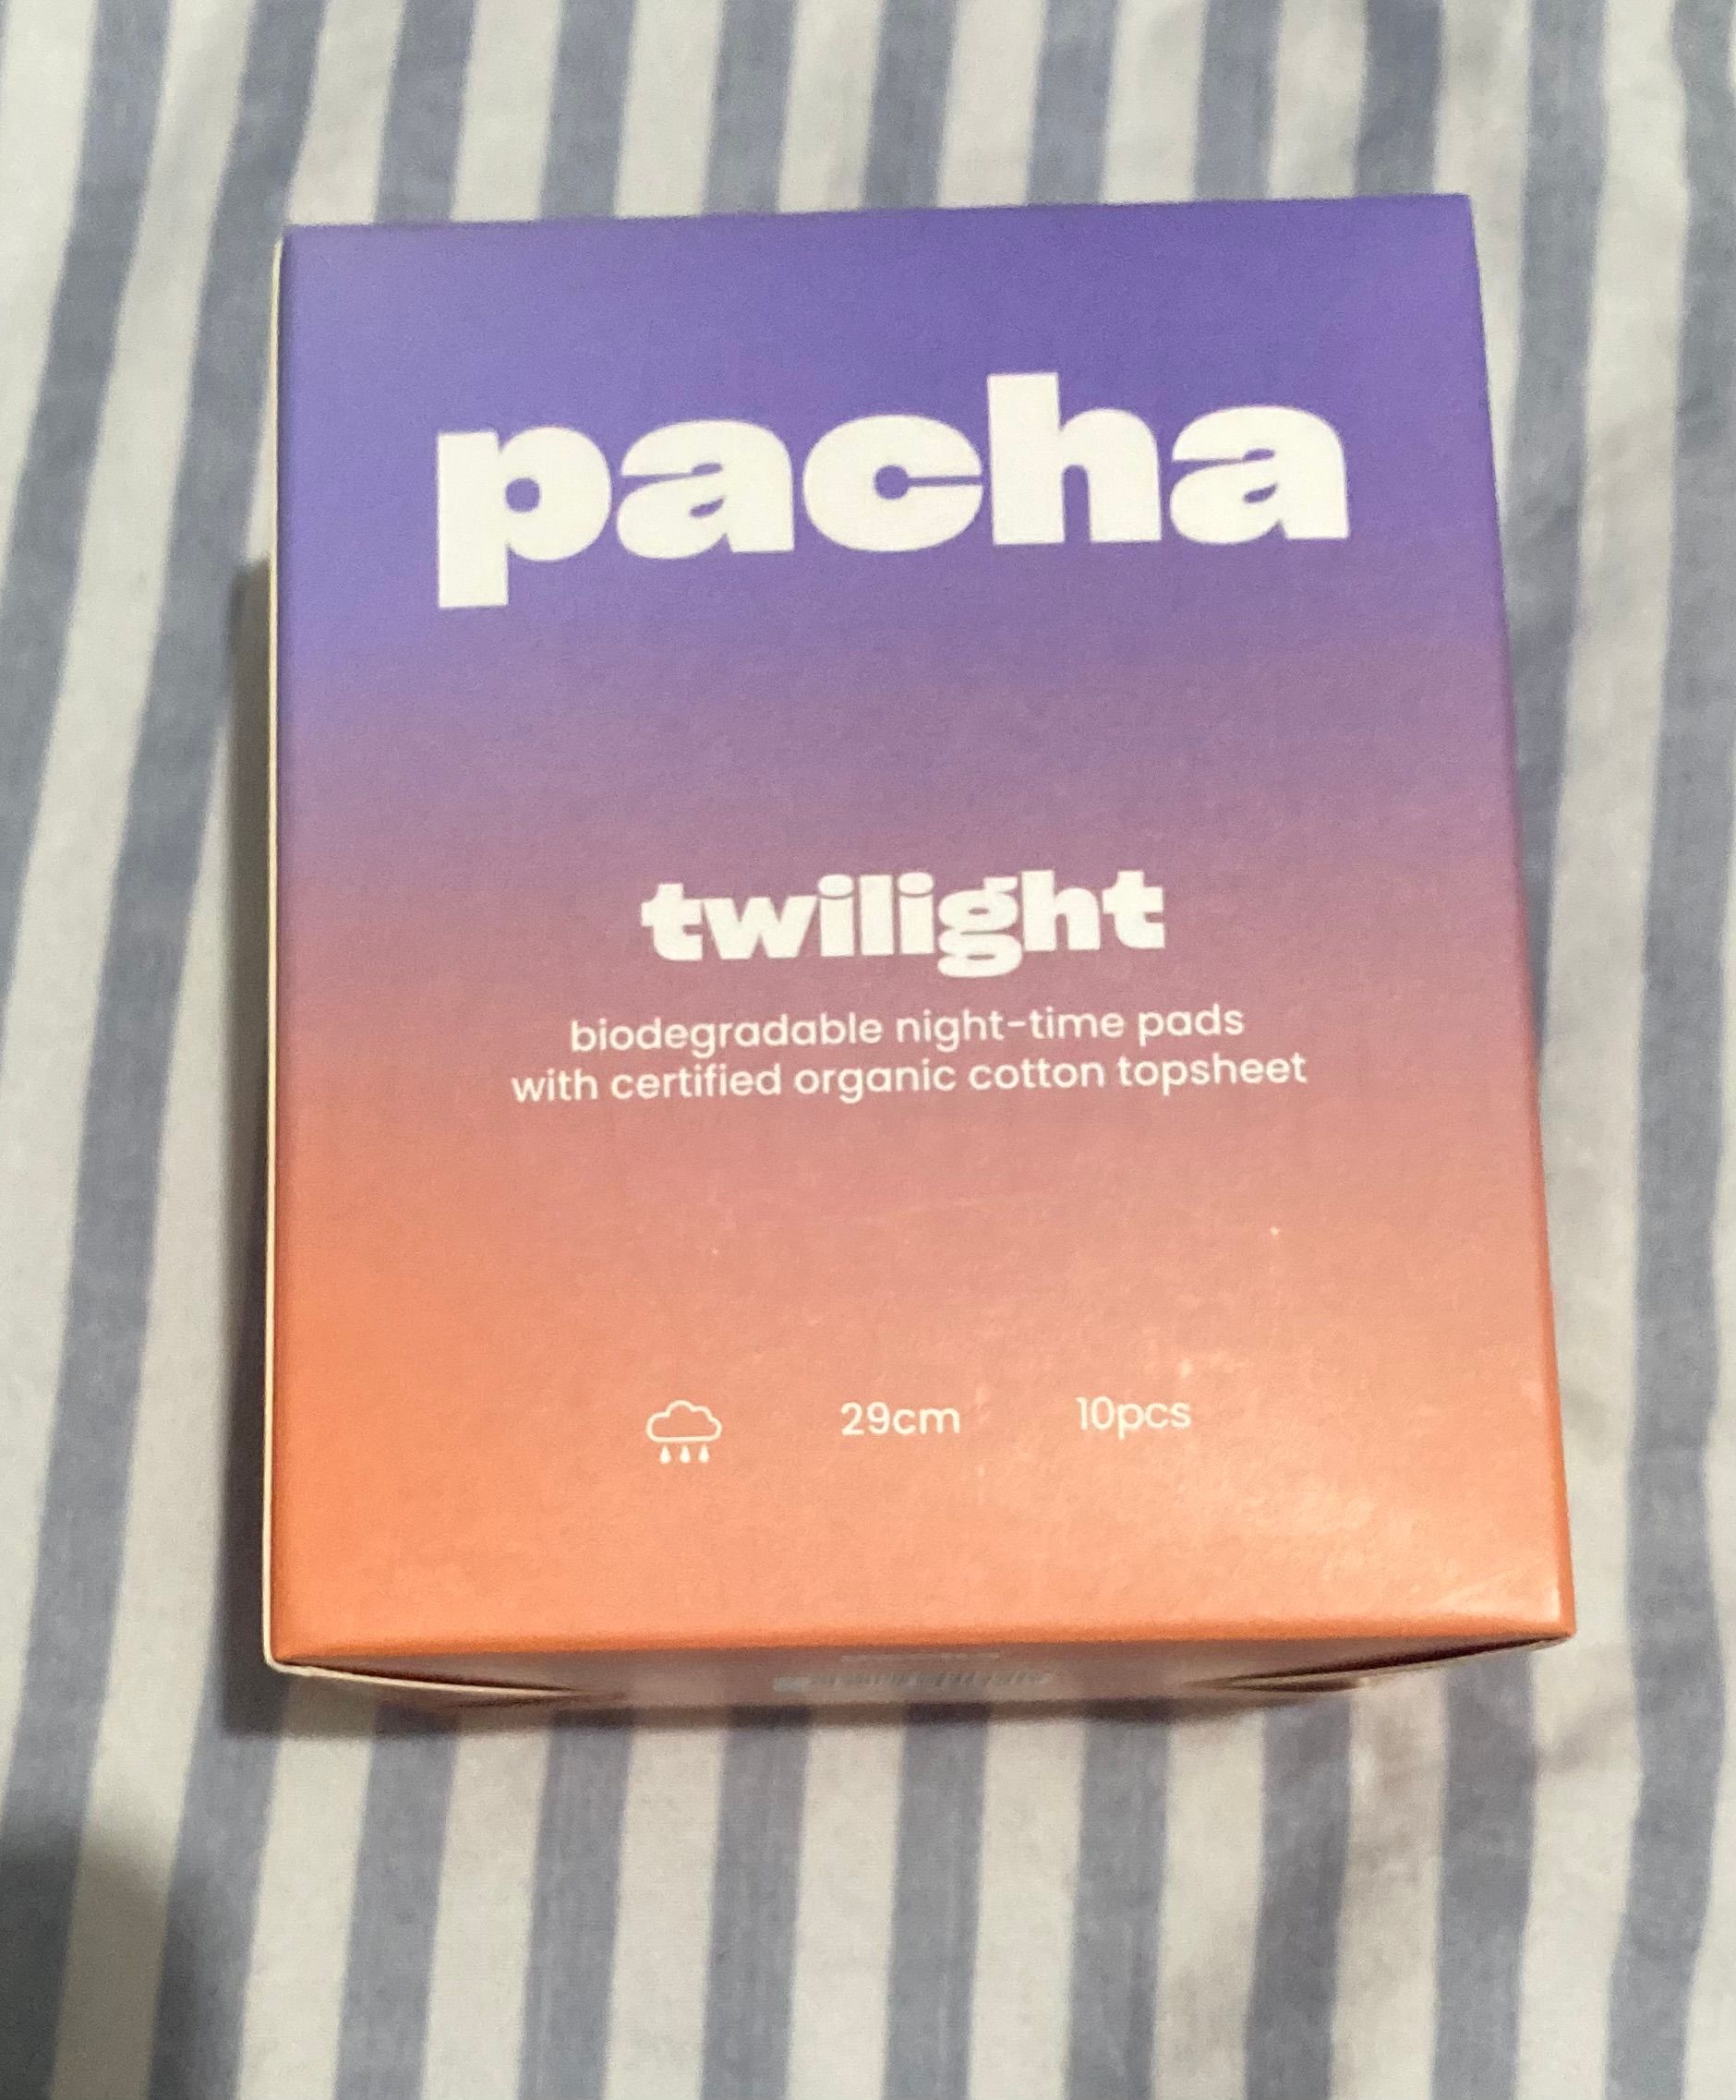 pacha
twilight
biodegradable night-time pads
with certified organic cotton topsheet
29cm 10pcs